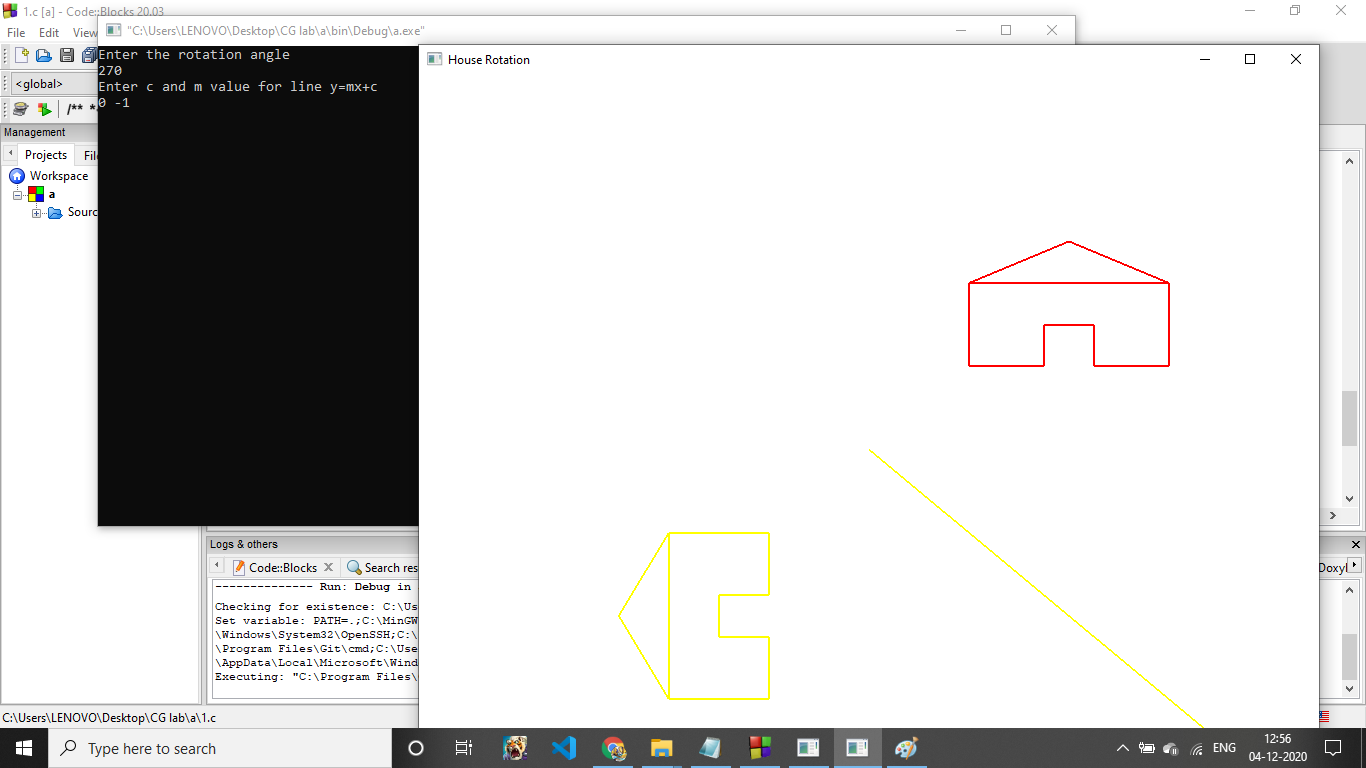 1.c [a] - Code::Blocks 20.03
File Edit View
"C:\Users\LENOVO\Desktop\CG lab\a\bin\Debug\a.exe"
House Rotation
Enter the rotation angle
270
Enter c and m value for line y=mx+c
0 -1
<global>
/** *
Management
Projects Fil
Workspace
a
Sourc
Logs & others
Code::Blocks Search res
Doxyl
-------------- Run: Debug in
Checking for existence: C:\Us
Set variable: PATH=.;C:\MinGW
\Windows\System32\OpenSSH;C:\
\Program Files\Git\cmd;C:\Use
\AppData\Local\Microsoft\Wind
Executing: "C:\Program Files\
C:\Users\LENOVO\Desktop\CG lab\a\1.c
Type here to search
ENG
12:56
04-12-2020